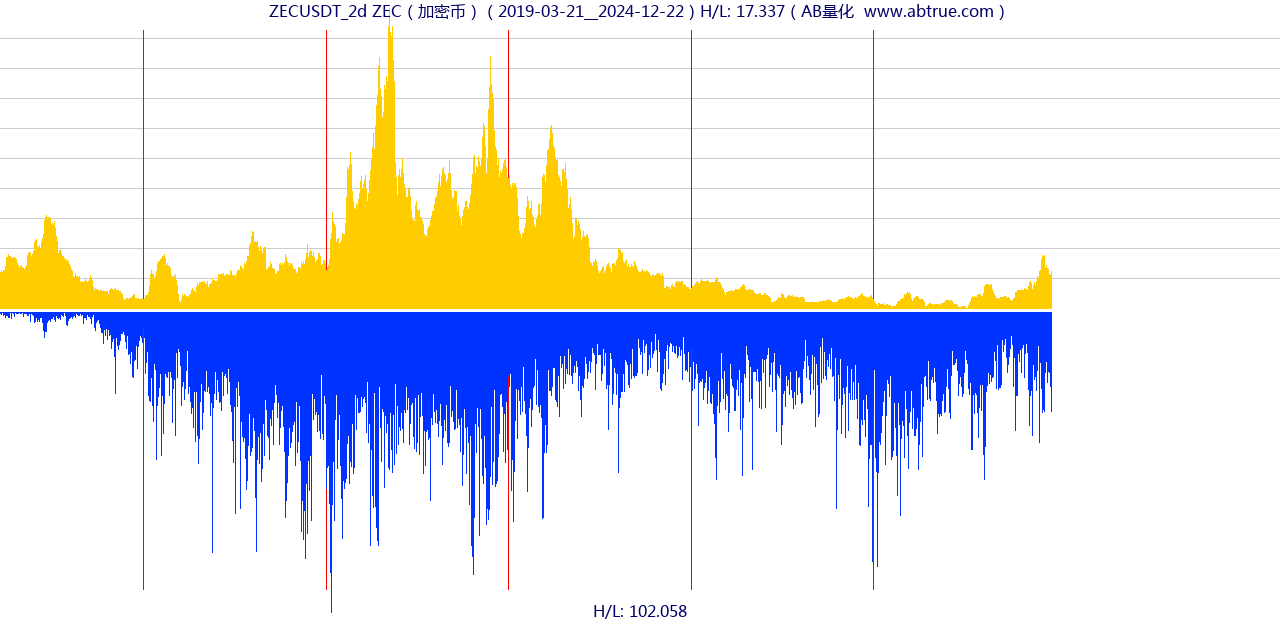 ZECUSDT_2d ZEC（加密币）（2019-03-21__2024-12-22）H/L: 17.337（AB量化  www.abtrue.com）
H/L: 102.058